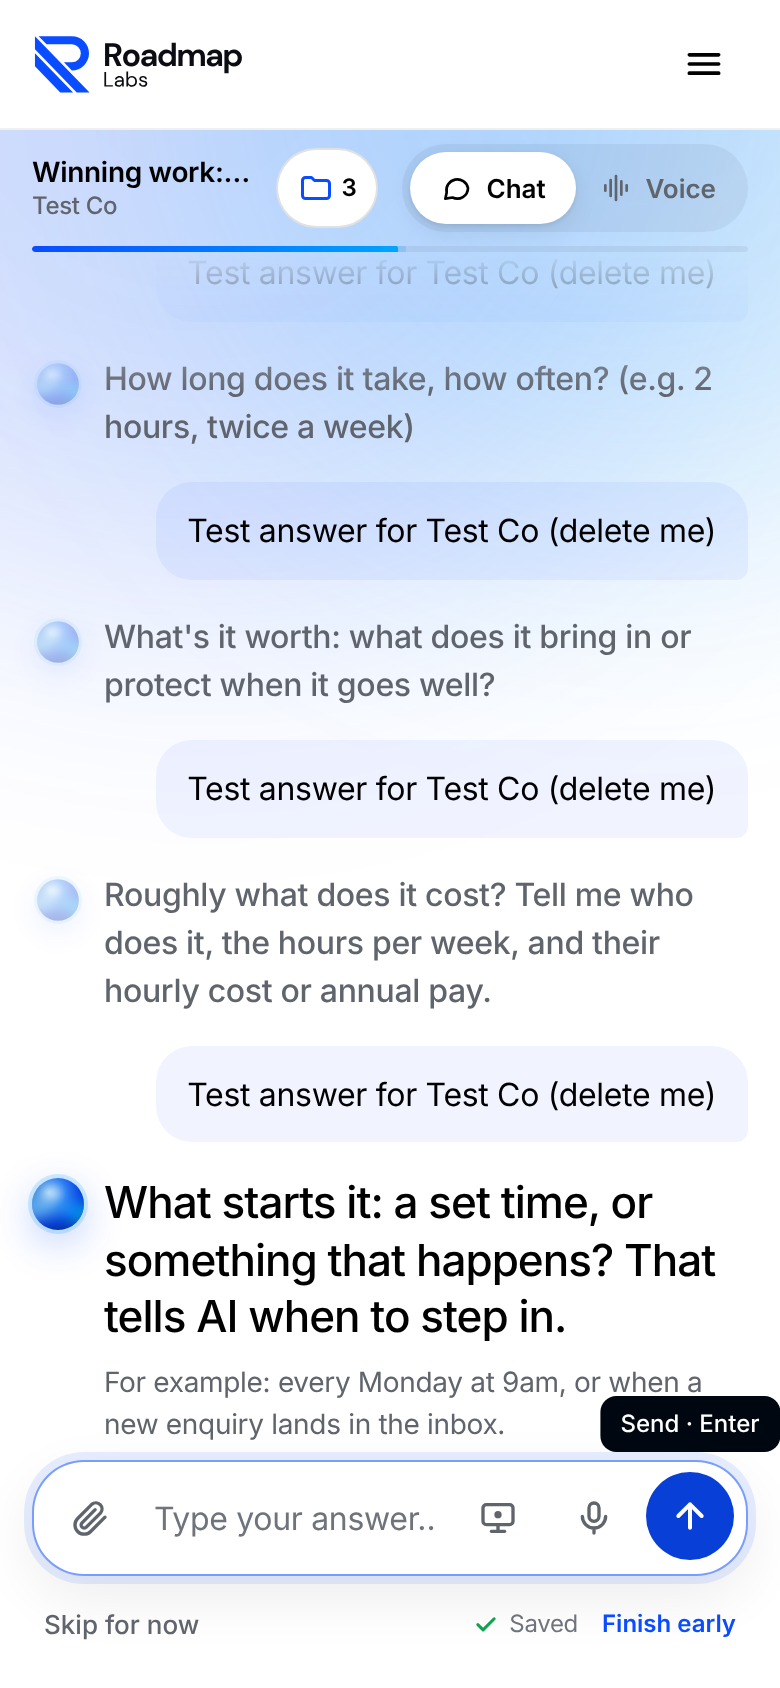 Roadmap
Labs
Winning work:...
Test Co
3
Chat
Voice
Test answer for Test Co (delete me)
How long does it take, how often? (e.g. 2
hours, twice a week)
Test answer for Test Co (delete me)
What's it worth: what does it bring in or
protect when it goes well?
Test answer for Test Co (delete me)
Roughly what does it cost? Tell me who
does it, the hours per week, and their
hourly cost or annual pay.
Test answer for Test Co (delete me)
What starts it: a set time, or
something that happens? That
tells AI when to step in.
For example: every Monday at 9am, or when a
new enquiry lands in the inbox.
Send · Enter
Type your answer..
Skip for now
Saved
Finish early